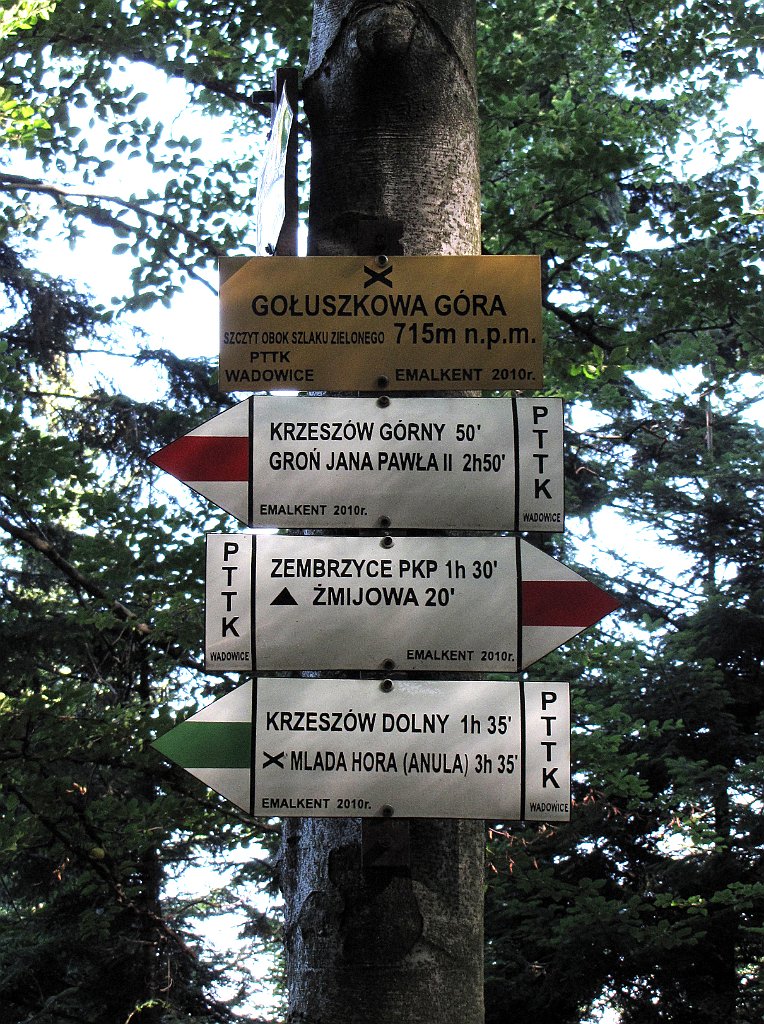 GOŁUSZKOWA GÓRA
SZCZYT OBOK SZLAKU ZIELONEGO 715m n.p.m.
PTTK
WADOWICE EMALKENT 2010r.
KRZESZÓW GÓRNY 50'
GROŃ JANA PAWŁA II 2h50'
EMALKENT 2010r.
PTTK
WADOWICE
PTTK
WADOWICE
ZEMBRZYCE PKP 1h 30'
ŻMIJOWA 20'
EMALKENT 2010r.
KRZESZÓW DOLNY 1h 35'
MLADA HORA (ANULA) 3h 35'
EMALKENT 2010r.
PTTK
WADOWICE